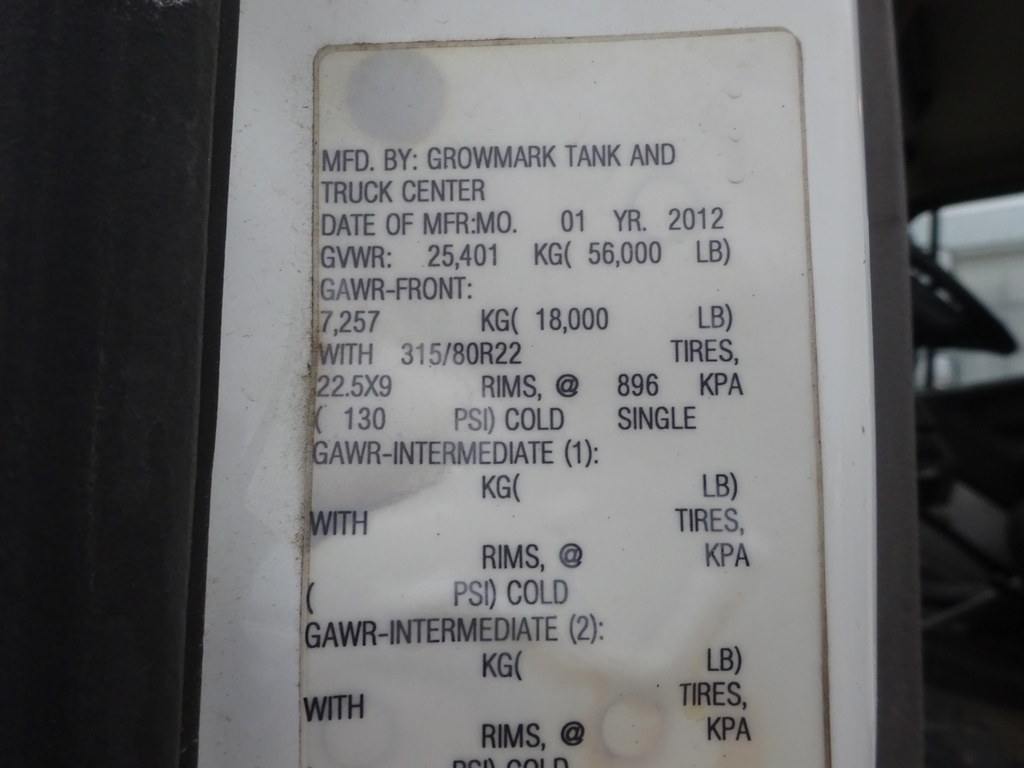 MFD. BY: GROWMARK TANK AND
TRUCK CENTER
DATE OF MFR:MO. 01 YR. 2012
GVWR: 25,401 KG( 56,000 LB)
GAWR-FRONT:
7,257 KG( 18,000 LB)
WITH 315/80R22 TIRES,
22.5X9 RIMS, @ 896 KPA
( 130 PSI) COLD SINGLE
GAWR-INTERMEDIATE (1):
KG( LB)
WITH TIRES,
RIMS, @ KPA
( PSI) COLD
GAWR-INTERMEDIATE (2):
KG( LB)
WITH TIRES,
RIMS, @ KPA
PSI) COLD